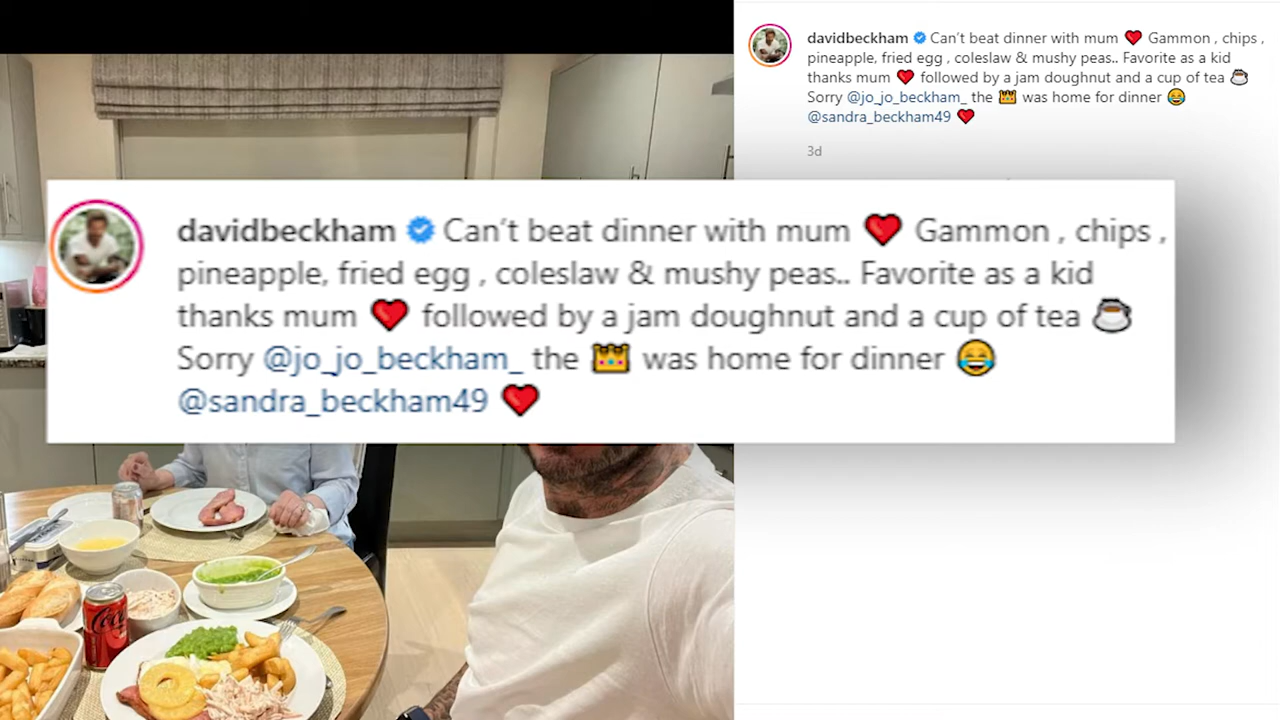 davidbeckham Can't beat dinner with mum ❤️ Gammon , chips ,
pineapple, fried egg , coleslaw & mushy peas.. Favorite as a kid
thanks mum ❤️ followed by a jam doughnut and a cup of tea ☕
Sorry @jo_jo_beckham_ the 👑 was home for dinner 😂
@sandra_beckham49 ❤️
3d
davidbeckham Can't beat dinner with mum ❤️ Gammon , chips ,
pineapple, fried egg , coleslaw & mushy peas.. Favorite as a kid
thanks mum ❤️ followed by a jam doughnut and a cup of tea ☕
Sorry @jo_jo_beckham_ the 👑 was home for dinner 😂
@sandra_beckham49 ❤️